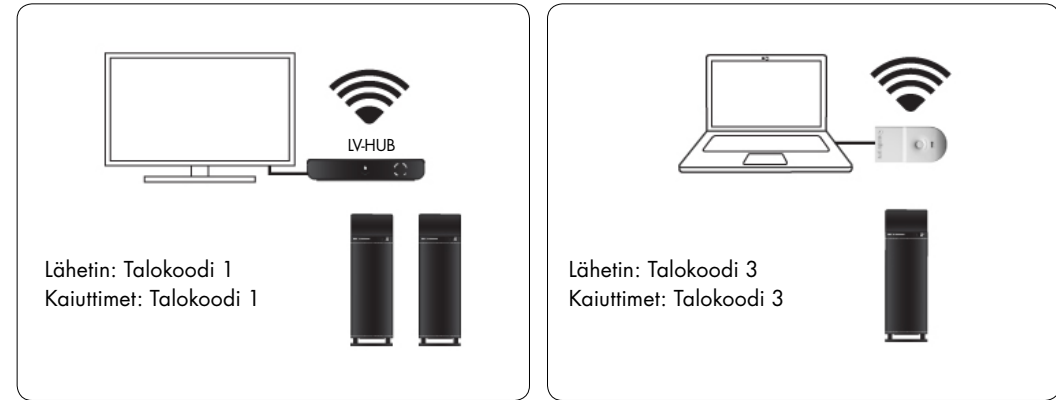 LV-HUB
Lähetin: Talokoodi 1
Kaiuttimet: Talokoodi 1
Lähetin: Talokoodi 3
Kaiuttimet: Talokoodi 3